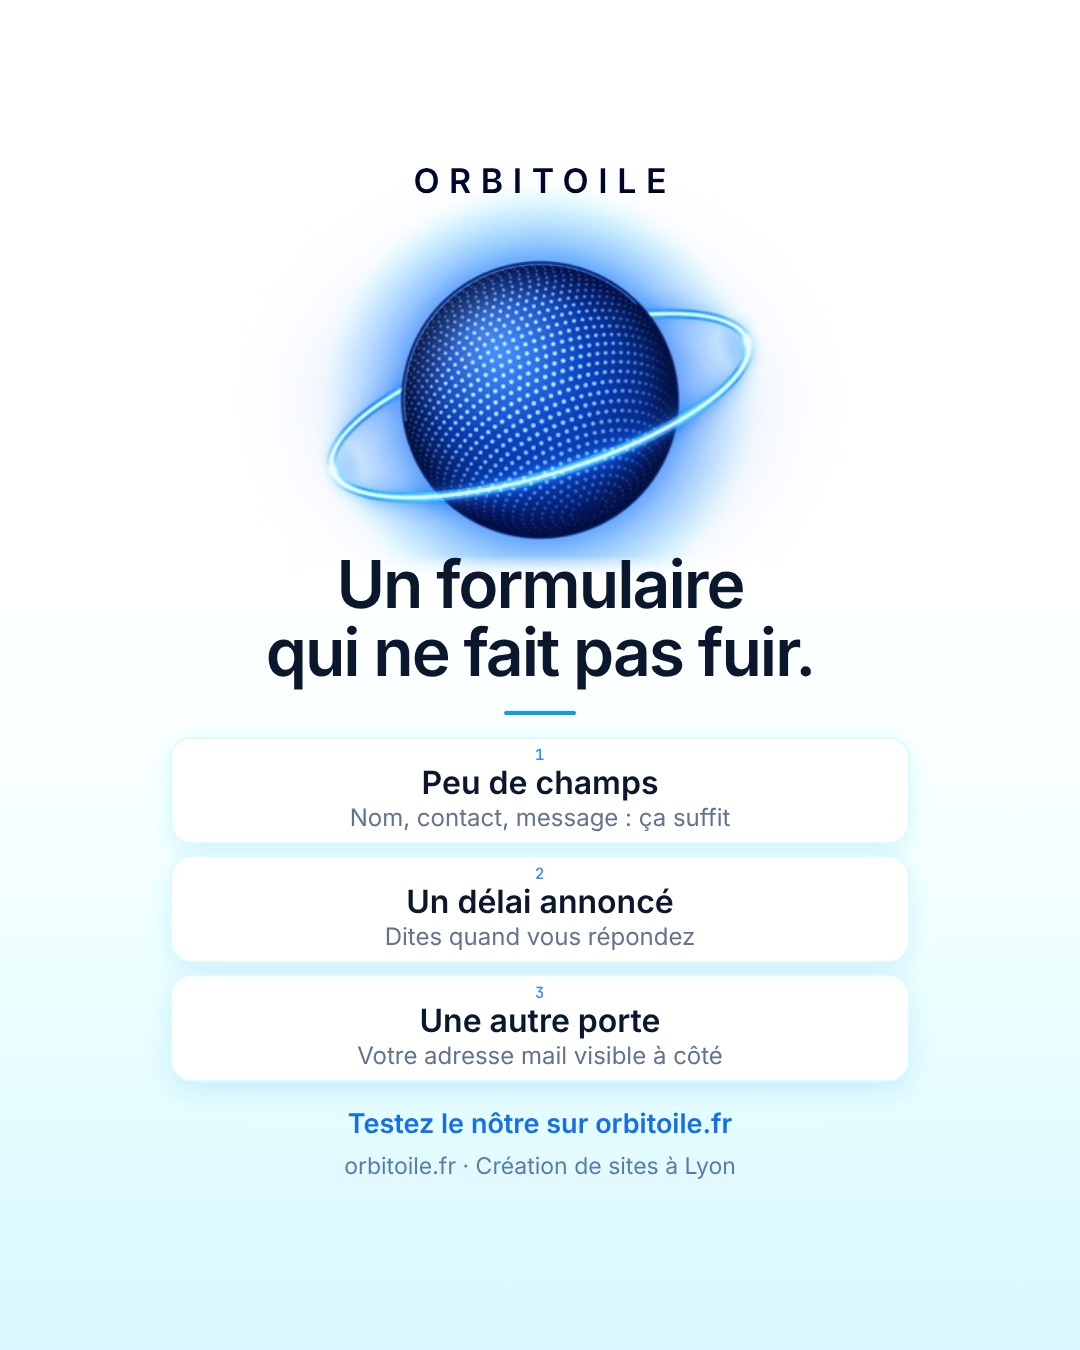 ORBITOILE
Un formulaire
qui ne fait pas fuir.
1
Peu de champs
Nom, contact, message : ça suffit
2
Un délai annoncé
Dites quand vous répondez
3
Une autre porte
Votre adresse mail visible à côté
Testez le nôtre sur orbitoile.fr
orbitoile.fr · Création de sites à Lyon